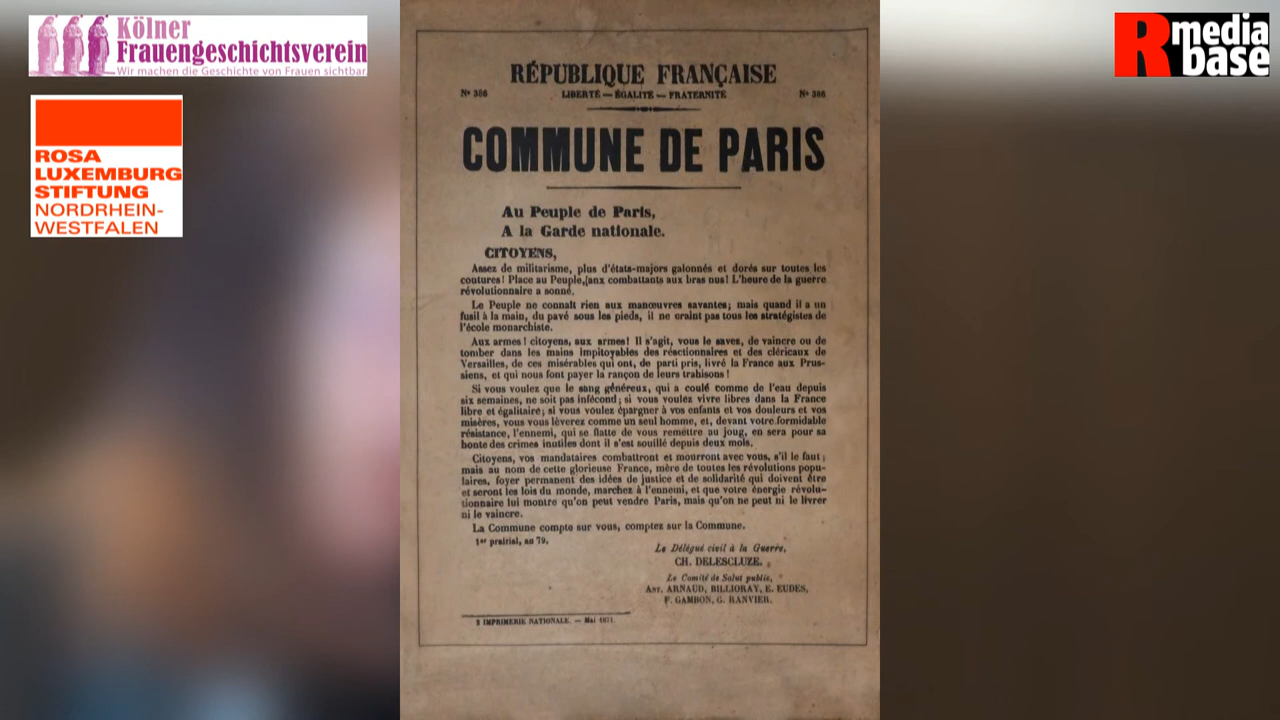 Kölner
Frauengeschichtsverein
Wir machen die Geschichte von Frauen sichtbar
ROSA
LUXEMBURG
STIFTUNG
NORDRHEIN-
WESTFALEN
R media
base
RÉPUBLIQUE FRANÇAISE
N° 386 LIBERTÉ — ÉGALITÉ — FRATERNITÉ N° 386
COMMUNE DE PARIS
Au Peuple de Paris,
A la Garde nationale.
CITOYENS,
Assez de militarisme, plus d'états-majors galonnés et dorés sur toutes les
coutures! Place au Peuple, aux combattants aux bras nus! L'heure de la guerre
révolutionnaire a sonné.
Le Peuple ne connaît rien aux manœuvres savantes; mais quand il a un
fusil à la main, du pavé sous les pieds, il ne craint pas tous les stratégistes de
l'école monarchiste.
Aux armes! citoyens, aux armes! Il s'agit, vous le savez, de vaincre ou de
tomber dans les mains impitoyables des réactionnaires et des cléricaux de
Versailles, de ces misérables qui ont, de parti pris, livré la France aux Prus-
siens, et qui nous font payer la rançon de leurs trahisons!
Si vous voulez que le sang généreux, qui a coulé comme de l'eau depuis
six semaines, ne soit pas infécond; si vous voulez vivre libres dans la France
libre et égalitaire; si vous voulez épargner à vos enfants et vos douleurs et vos
misères, vous vous lèverez comme un seul homme, et, devant votre formidable
résistance, l'ennemi, qui se flatte de vous remettre au joug, en sera pour sa
honte des crimes inutiles dont il s'est souillé depuis deux mois.
Citoyens, vos mandataires combattront et mourront avec vous, s'il le faut;
mais au nom de cette glorieuse France, mère de toutes les révolutions popu-
laires, foyer permanent des idées de justice et de solidarité qui doivent être
et seront les lois du monde, marchez à l'ennemi, et que votre énergie révolu-
tionnaire lui montre qu'on peut vendre Paris, mais qu'on ne peut ni le livrer
ni le vaincre.
La Commune compte sur vous, comptez sur la Commune.
1er prairial, an 79.
Le Délégué civil à la Guerre,
CH. DELESCLUZE.
Le Comité de Salut public,
Ant. ARNAUD, BILLIORAY, E. EUDES,
F. GAMBON, G. RANVIER.
2 IMPRIMERIE NATIONALE. — Mai 1871.